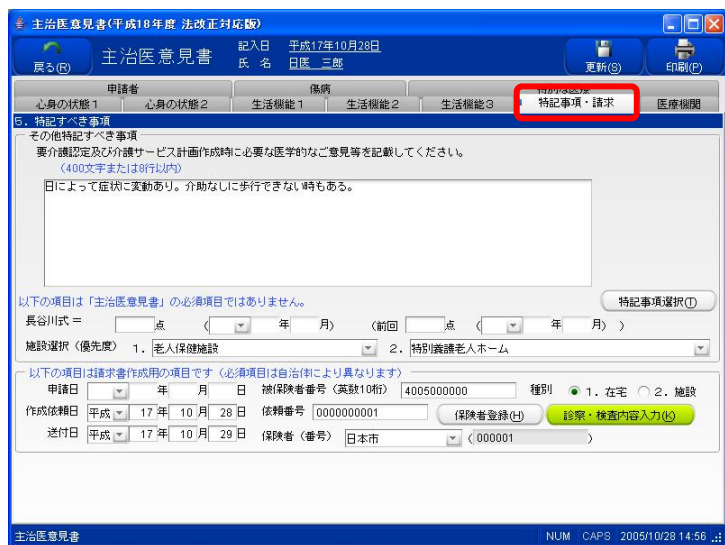 主治医意見書(平成18年度 法改正対応版)
戻る(R)
主治医意見書
記入日 平成17年10月28日
氏 名 日医 三郎
更新(S)
印刷(P)
申請者
傷病
特別な医療
心身の状態1
心身の状態2
生活機能1
生活機能2
生活機能3
特記事項・請求
医療機関
5. 特記すべき事項
その他特記すべき事項
要介護認定及び介護サービス計画作成時に必要な医学的なご意見等を記載してください。
(400文字または8行以内)
日によって症状に変動あり。介助なしに歩行できない時もある。
以下の項目は「主治医意見書」の必須項目ではありません。
特記事項選択(T)
長谷川式= 点 ( 年 月) (前回 点 ( 年 月) )
施設選択(優先度) 1. 老人保健施設 2. 特別養護老人ホーム
以下の項目は請求書作成用の項目です(必須項目は自治体により異なります)
申請日 年 月 日 被保険者番号(英数10桁) 4005000000 種別 1. 在宅 2. 施設
作成依頼日 平成 17 年 10 月 28 日 依頼番号 0000000001 保険者登録(H) 診察・検査内容入力(K)
送付日 平成 17 年 10 月 29 日 保険者(番号) 日本市 (000001 )
主治医意見書 NUM CAPS 2005/10/28 14:56